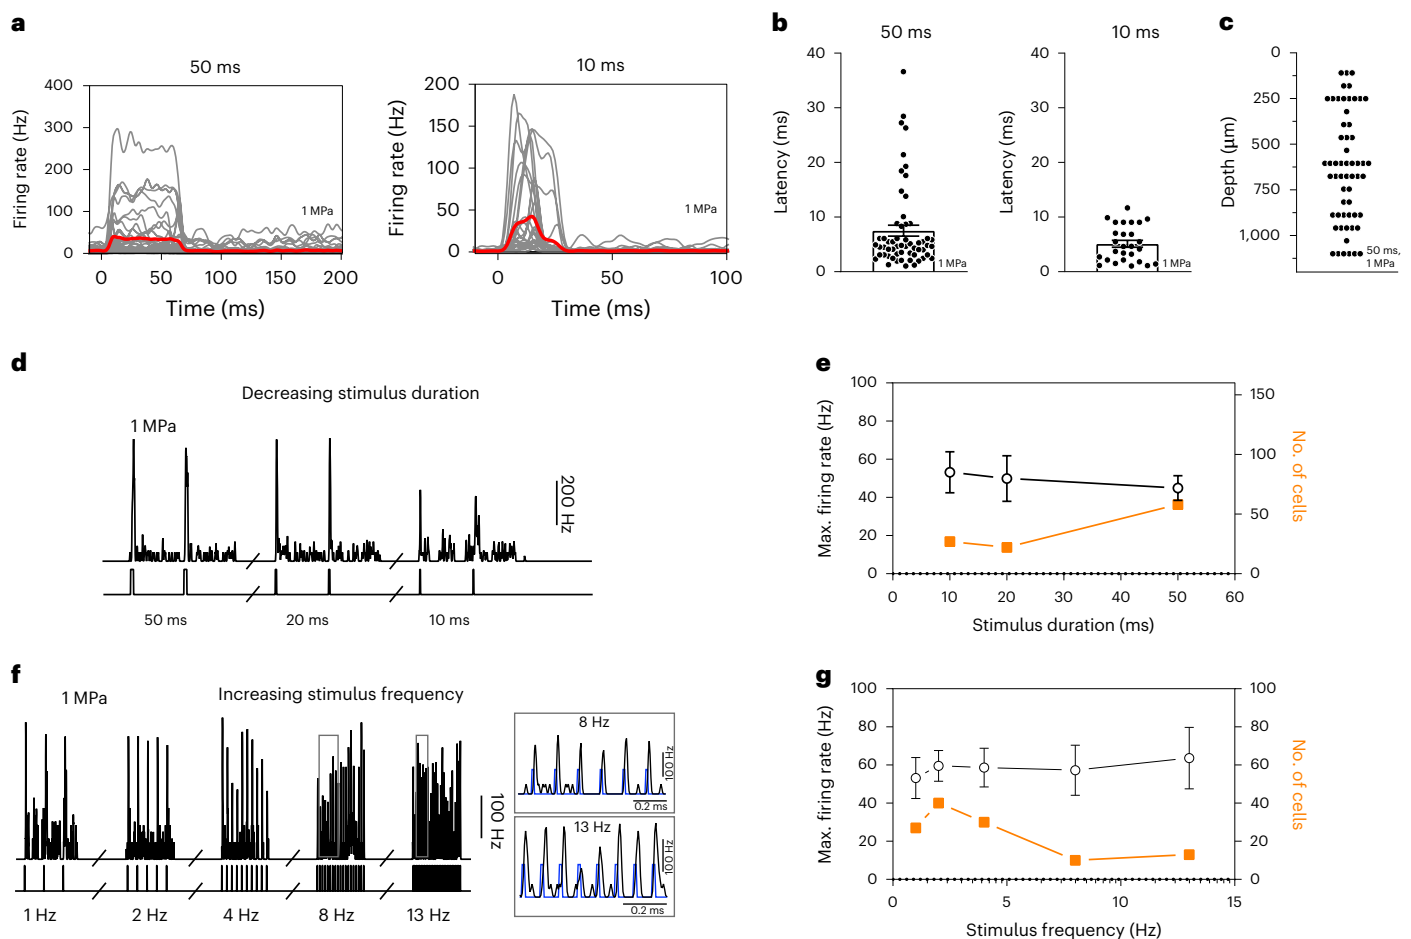 a
50 ms
Firing rate (Hz)
400
300
200
100
0
1 MPa
0
50
100
150
200
Time (ms)
10 ms
Firing rate (Hz)
200
150
100
50
0
1 MPa
0
50
100
Time (ms)
b
50 ms
Latency (ms)
40
30
20
10
0
1 MPa
10 ms
Latency (ms)
40
30
20
10
0
1 MPa
c
Depth (μm)
0
250
500
750
1,000
50 ms,
1 MPa
d
Decreasing stimulus duration
1 MPa
200 Hz
50 ms
20 ms
10 ms
e
Max. firing rate (Hz)
100
80
60
40
20
0
150
100
50
0
No. of cells
0
10
20
30
40
50
60
Stimulus duration (ms)
f
1 MPa
Increasing stimulus frequency
100 Hz
1 Hz
2 Hz
4 Hz
8 Hz
13 Hz
8 Hz
100 Hz
0.2 ms
13 Hz
100 Hz
0.2 ms
g
Max. firing rate (Hz)
100
80
60
40
20
0
100
80
60
40
20
0
No. of cells
0
5
10
15
Stimulus frequency (Hz)